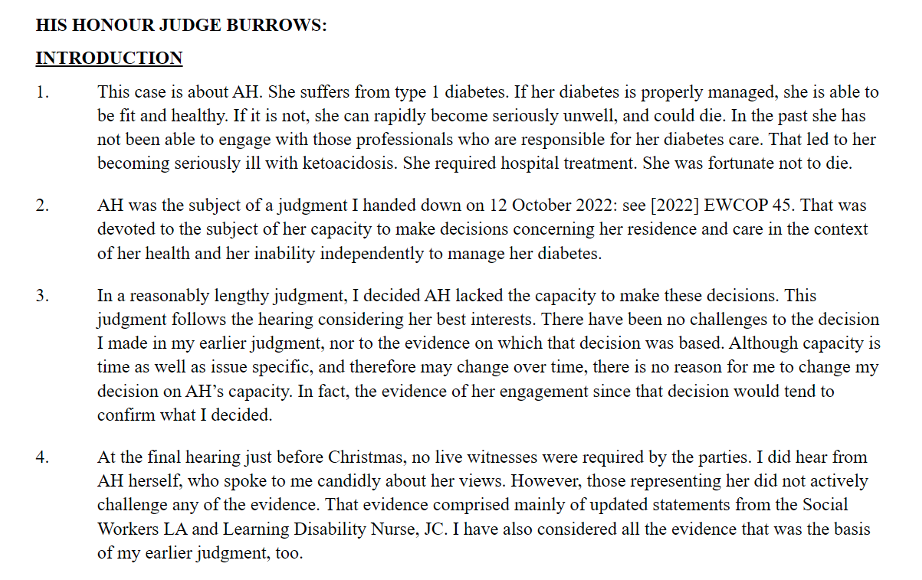 HIS HONOUR JUDGE BURROWS:
INTRODUCTION
1. This case is about AH. She suffers from type 1 diabetes. If her diabetes is properly managed, she is able to
be fit and healthy. If it is not, she can rapidly become seriously unwell, and could die. In the past she has
not been able to engage with those professionals who are responsible for her diabetes care. That led to her
becoming seriously ill with ketoacidosis. She required hospital treatment. She was fortunate not to die.
2. AH was the subject of a judgment I handed down on 12 October 2022: see [2022] EWCOP 45. That was
devoted to the subject of her capacity to make decisions concerning her residence and care in the context
of her health and her inability independently to manage her diabetes.
3. In a reasonably lengthy judgment, I decided AH lacked the capacity to make these decisions. This
judgment follows the hearing considering her best interests. There have been no challenges to the decision
I made in my earlier judgment, nor to the evidence on which that decision was based. Although capacity is
time as well as issue specific, and therefore may change over time, there is no reason for me to change my
decision on AH's capacity. In fact, the evidence of her engagement since that decision would tend to
confirm what I decided.
4. At the final hearing just before Christmas, no live witnesses were required by the parties. I did hear from
AH herself, who spoke to me candidly about her views. However, those representing her did not actively
challenge any of the evidence. That evidence comprised mainly of updated statements from the Social
Workers LA and Learning Disability Nurse, JC. I have also considered all the evidence that was the basis
of my earlier judgment, too.